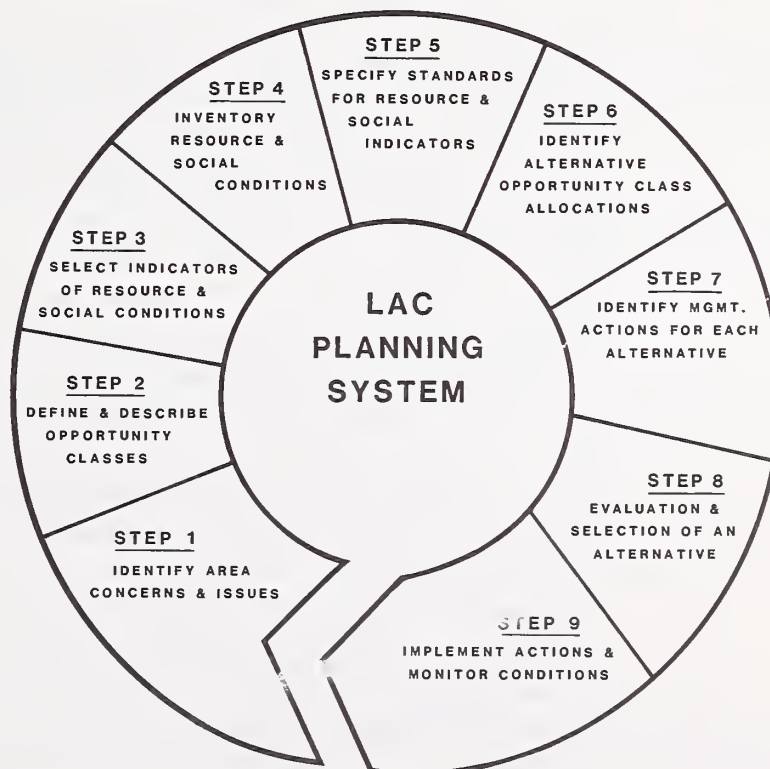 STEP 1
IDENTIFY AREA
CONCERNS & ISSUES
STEP 2
DEFINE & DESCRIBE
OPPORTUNITY
CLASSES
STEP 3
SELECT INDICATORS
OF RESOURCE &
SOCIAL CONDITIONS
STEP 4
INVENTORY
RESOURCE &
SOCIAL
CONDITIONS
STEP 5
SPECIFY STANDARDS
FOR RESOURCE &
SOCIAL
INDICATORS
STEP 6
IDENTIFY
ALTERNATIVE
OPPORTUNITY CLASS
ALLOCATIONS
STEP 7
IDENTIFY MGMT.
ACTIONS FOR EACH
ALTERNATIVE
STEP 8
EVALUATION &
SELECTION OF AN
ALTERNATIVE
STEP 9
IMPLEMENT ACTIONS &
MONITOR CONDITIONS
LAC
PLANNING
SYSTEM